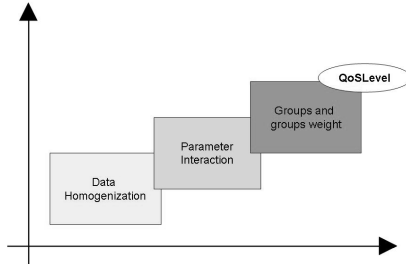 QoSLevel
Groups and
groups weight
Parameter
Interaction
Data
Homogenization